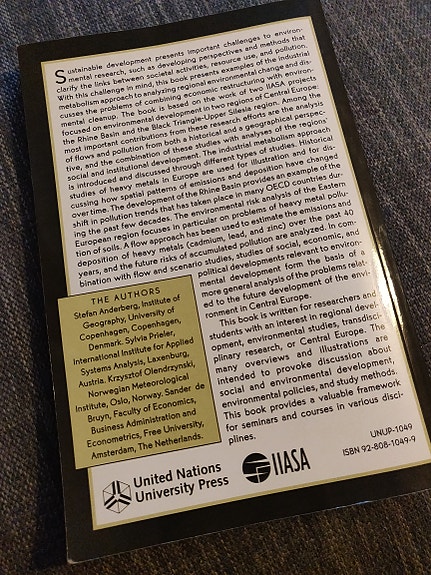 Sustainable development presents important challenges to environ-
mental research, such as developing perspectives and methods that
clarify the links between societal activities, resource use, and pollution.
With this challenge in mind, this book presents examples of the industrial
metabolism approach to analyzing regional environmental change and dis-
cusses the problems of combining economic restructuring with environ-
mental cleanup. The book is based on the work of two IIASA projects
focused on environmental development in two regions of Central Europe:
the Rhine Basin and the Black Triangle-Upper Silesia region. Among the
most important contributions from these research efforts are the analysis
of flows and pollution from both a historical and a geographical perspec-
tive, and the combination of these studies with analyses of the regions'
social and institutional development. The industrial metabolism approach
is introduced and discussed through different types of studies. Historical
studies of heavy metals in Europe are used for illustration and for dis-
cussing how spatial patterns of emissions and deposition have changed
over time. The development of the Rhine Basin provides an example of the
shift in pollution trends that has taken place in many OECD countries dur-
ing the past few decades. The environmental risk analysis of the Eastern
European region focuses in particular on problems of heavy metal pollu-
tion of soils. A flow approach has been used to estimate the emissions and
deposition of heavy metals (cadmium, lead, and zinc) over the past 40
years, and the future risks of accumulated pollution are analyzed. In com-
bination with flow and scenario studies, studies of social, economic, and
political developments relevant to environ-
mental development form the basis of a
more general analysis of the problems relat-
ed to the future development of the envi-
ronment in Central Europe.
This book is written for researchers and
students with an interest in regional devel-
opment, environmental studies, transdisci-
plinary research, or Central Europe. The
many overviews and illustrations are
intended to provoke discussion about
social and environmental development,
environmental policies, and study methods.
This book provides a valuable framework
for seminars and courses in various disci-
plines.
THE AUTHORS
Stefan Anderberg, Institute of
Geography, University of
Copenhagen, Copenhagen,
Denmark. Sylvia Prieler,
International Institute for Applied
Systems Analysis, Laxenburg,
Austria. Krzysztof Olendrzynski,
Norwegian Meteorological
Institute, Oslo, Norway. Sander de
Bruyn, Faculty of Economics,
Business Administration and
Econometrics, Free University,
Amsterdam, The Netherlands.
United Nations
University Press
IIASA
UNUP-1049
ISBN 92-808-1049-9